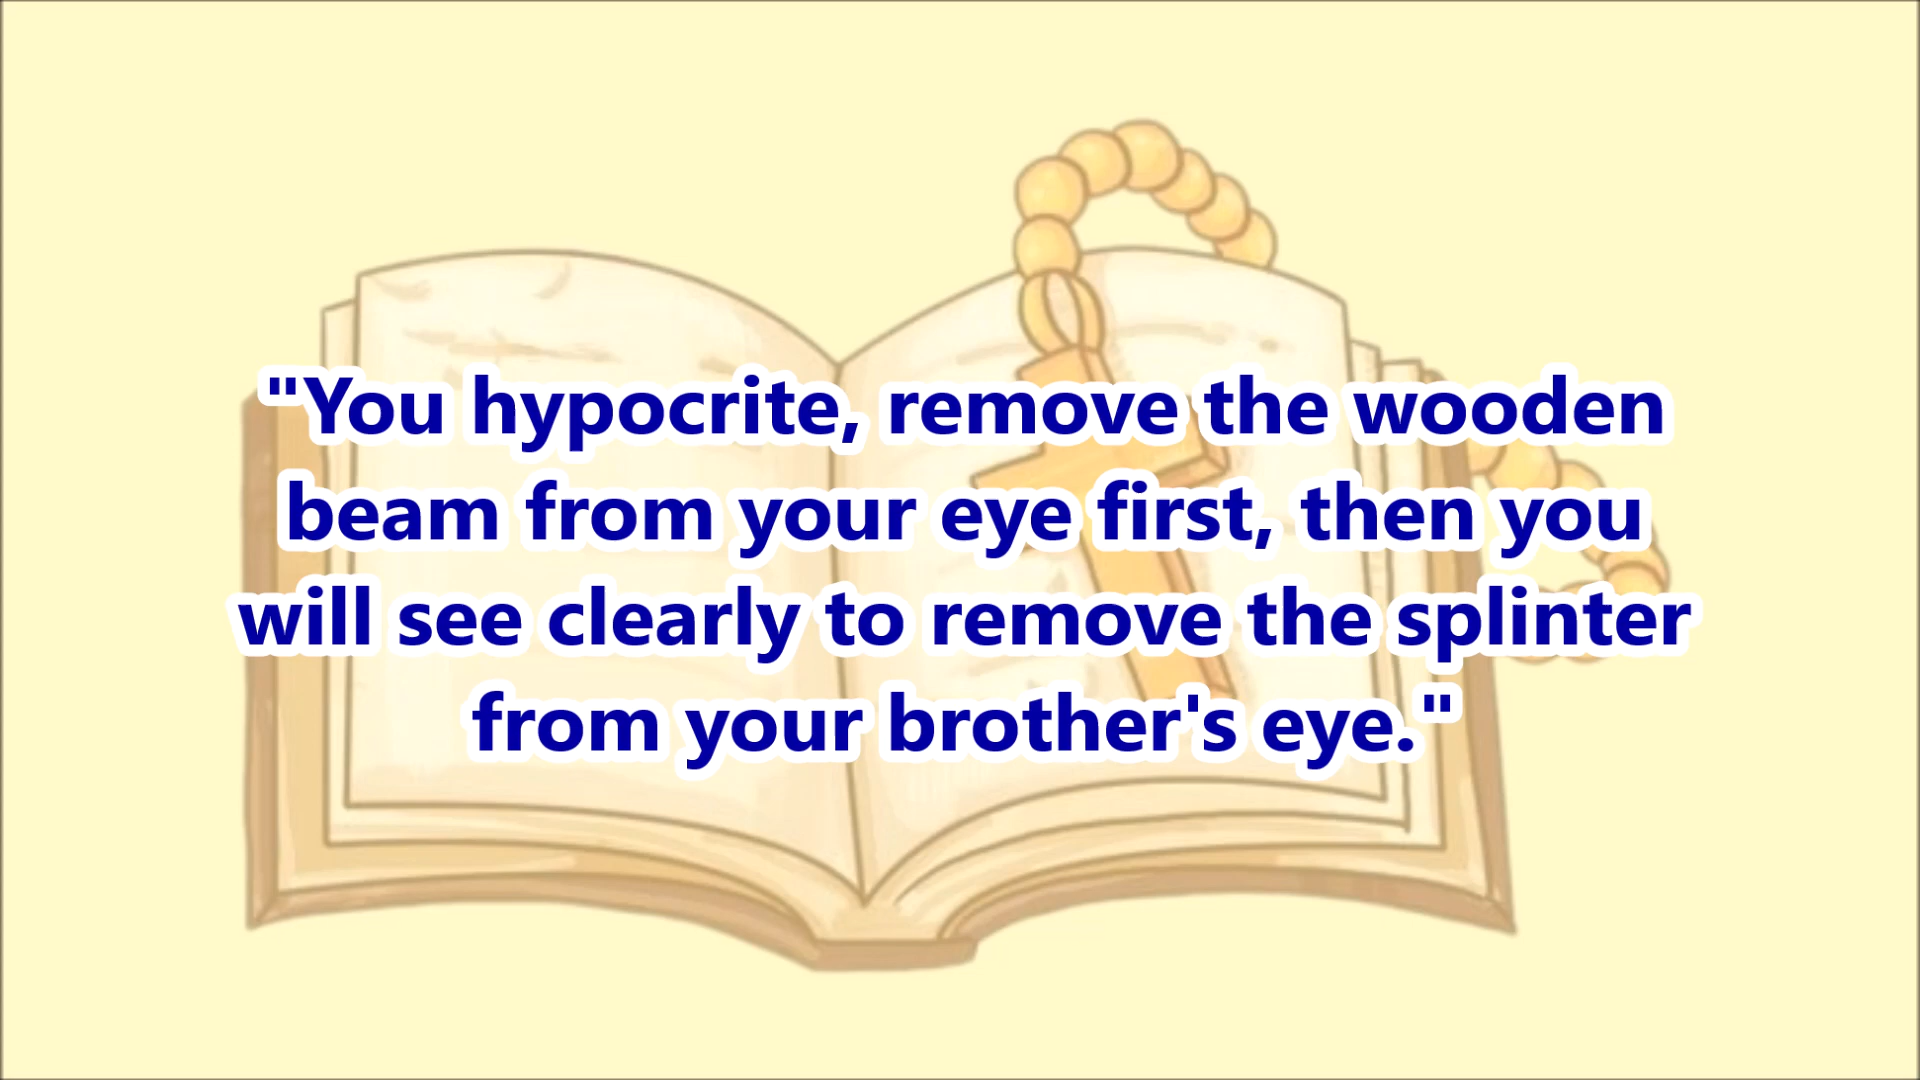 "You hypocrite, remove the wooden
beam from your eye first, then you
will see clearly to remove the splinter
from your brother's eye."